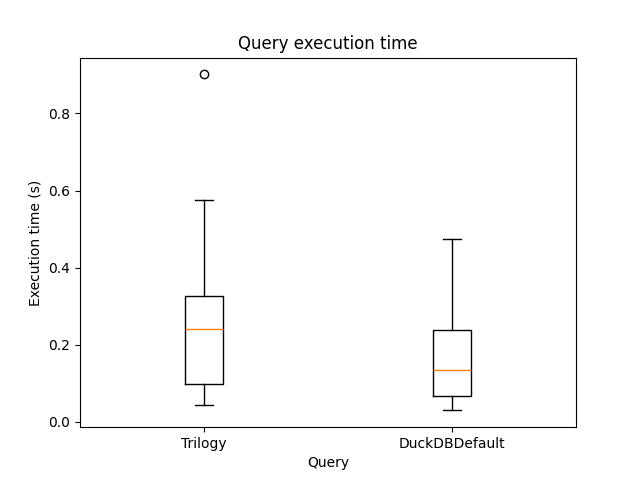 Query execution time
Execution time (s)
0.8
0.6
0.4
0.2
0.0
Trilogy
DuckDBDefault
Query